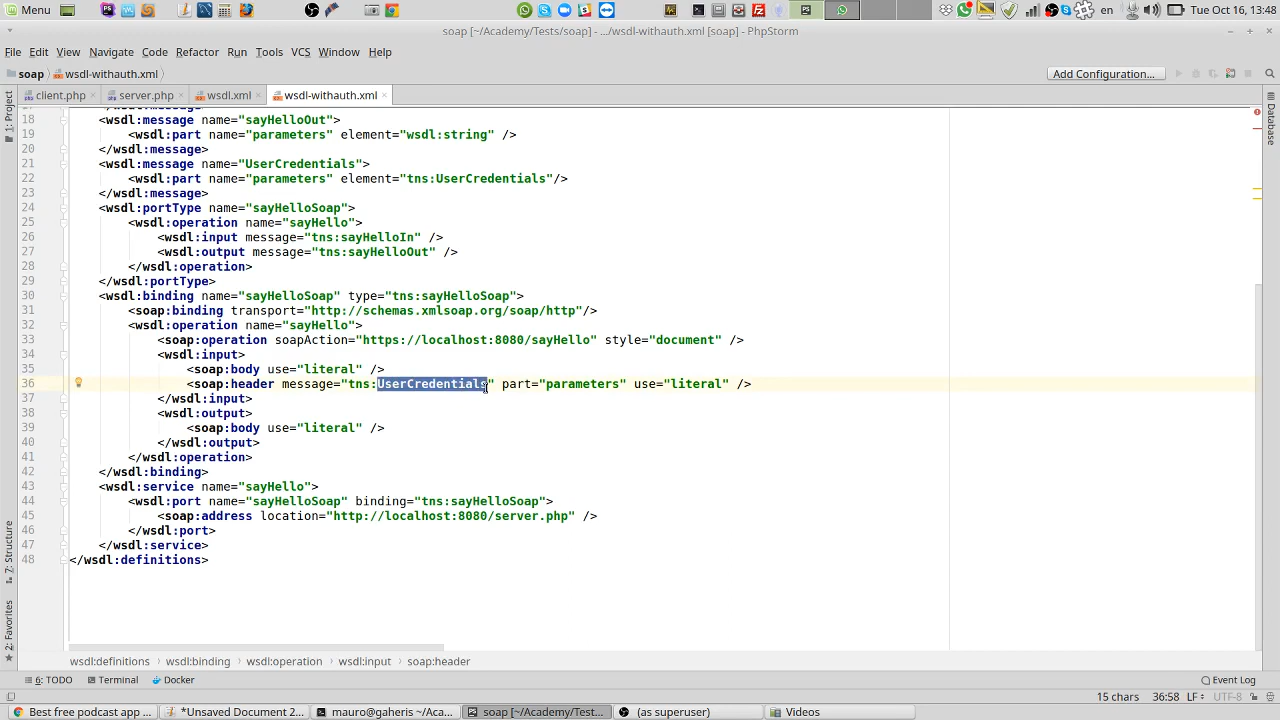 Menu
en
Tue Oct 16, 13:48
soap [~/Academy/Tests/soap] - .../wsdl-withauth.xml [soap] - PhpStorm
File Edit View Navigate Code Refactor Run Tools VCS Window Help
soap wsdl-withauth.xml
Add Configuration...
client.php server.php wsdl.xml wsdl-withauth.xml
1: Project
Database
18 <wsdl:message name="sayHelloOut">
19 <wsdl:part name="parameters" element="wsdl:string" />
20 </wsdl:message>
21 <wsdl:message name="UserCredentials">
22 <wsdl:part name="parameters" element="tns:UserCredentials"/>
23 </wsdl:message>
24 <wsdl:portType name="sayHelloSoap">
25 <wsdl:operation name="sayHello">
26 <wsdl:input message="tns:sayHelloIn" />
27 <wsdl:output message="tns:sayHelloOut" />
28 </wsdl:operation>
29 </wsdl:portType>
30 <wsdl:binding name="sayHelloSoap" type="tns:sayHelloSoap">
31 <soap:binding transport="http://schemas.xmlsoap.org/soap/http"/>
32 <wsdl:operation name="sayHello">
33 <soap:operation soapAction="https://localhost:8080/sayHello" style="document" />
34 <wsdl:input>
35 <soap:body use="literal" />
36 <soap:header message="tns:UserCredentials" part="parameters" use="literal" />
37 </wsdl:input>
38 <wsdl:output>
39 <soap:body use="literal" />
40 </wsdl:output>
41 </wsdl:operation>
42 </wsdl:binding>
43 <wsdl:service name="sayHello">
44 <wsdl:port name="sayHelloSoap" binding="tns:sayHelloSoap">
45 <soap:address location="http://localhost:8080/server.php" />
46 </wsdl:port>
47 </wsdl:service>
48 </wsdl:definitions>
7: Structure
2: Favorites
wsdl:definitions wsdl:binding wsdl:operation wsdl:input soap:header
6: TODO Terminal Docker Event Log
15 chars 36:58 LF UTF-8
Best free podcast app ... *Unsaved Document 2... mauro@gaheris ~/Aca... soap [~/Academy/Test... (as superuser) Videos